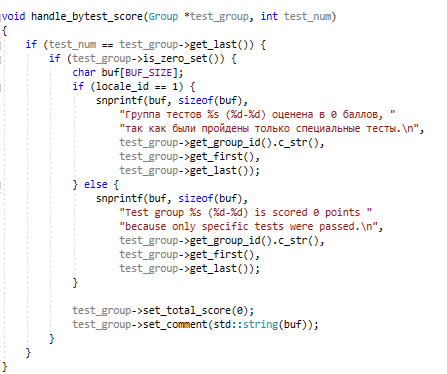 void handle_bytest_score(Group *test_group, int test_num)
{
    if (test_num == test_group->get_last()) {
        if (test_group->is_zero_set()) {
            char buf[BUF_SIZE];
            if (locale_id == 1) {
                snprintf(buf, sizeof(buf),
                    "Группа тестов %s (%d-%d) оценена в 0 баллов, "
                    "так как были пройдены только специальные тесты.\n",
                    test_group->get_group_id().c_str(),
                    test_group->get_first(),
                    test_group->get_last());
            } else {
                snprintf(buf, sizeof(buf),
                    "Test group %s (%d-%d) is scored 0 points "
                    "because only specific tests were passed.\n",
                    test_group->get_group_id().c_str(),
                    test_group->get_first(),
                    test_group->get_last());
            }
            test_group->set_total_score(0);
            test_group->set_comment(std::string(buf));
        }
    }
}